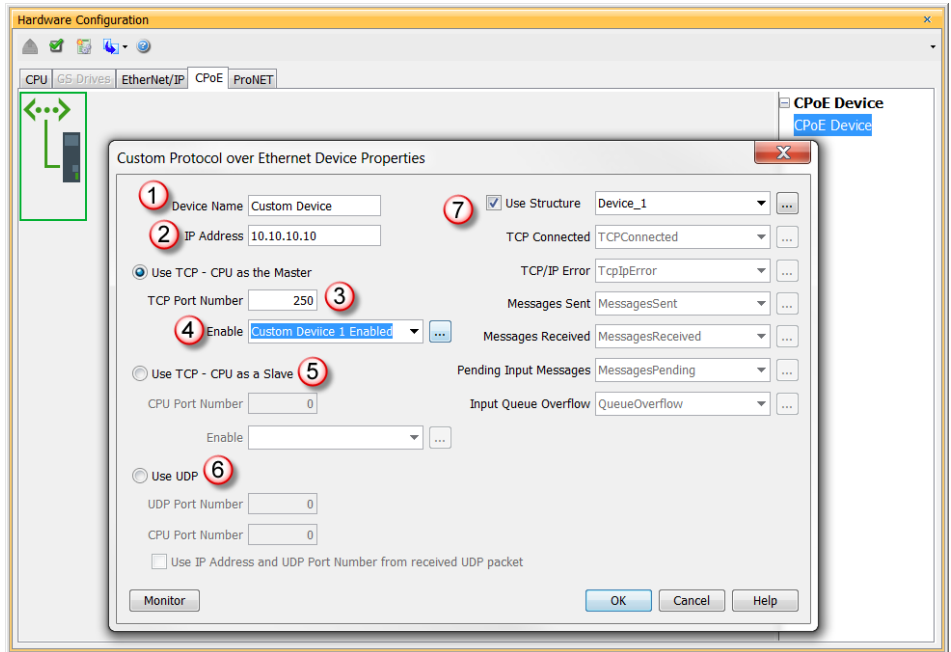 Hardware Configuration
CPU GS Drives EtherNet/IP CPoE ProNET
CPoE Device
CPoE Device
Custom Protocol over Ethernet Device Properties
1
Device Name Custom Device
2
IP Address 10.10.10.10
Use TCP - CPU as the Master
TCP Port Number 250 3
4 Enable Custom Deviice 1 Enabled ...
Use TCP - CPU as a Slave 5
CPU Port Number 0
Enable ...
Use UDP 6
UDP Port Number 0
CPU Port Number 0
Use IP Address and UDP Port Number from received UDP packet
7 Use Structure Device_1 ...
TCP Connected TCPConnected ...
TCP/IP Error TcpIpError ...
Messages Sent MessagesSent ...
Messages Received MessagesReceived ...
Pending Input Messages MessagesPending ...
Input Queue Overflow QueueOverflow ...
Monitor OK Cancel Help